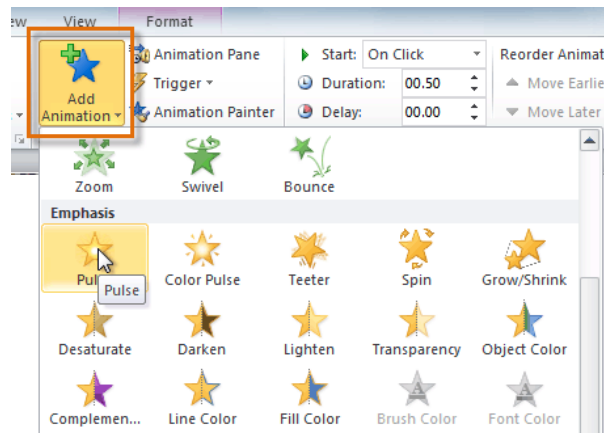 ew View Format
Add Animation
Animation Pane
Trigger
Animation Painter
Start: On Click
Duration: 00.50
Delay: 00.00
Reorder Animat
Move Earlie
Move Later
Zoom Swivel Bounce
Emphasis
Pul Color Pulse Teeter Spin Grow/Shrink
Pulse
Desaturate Darken Lighten Transparency Object Color
Complemen... Line Color Fill Color Brush Color Font Color